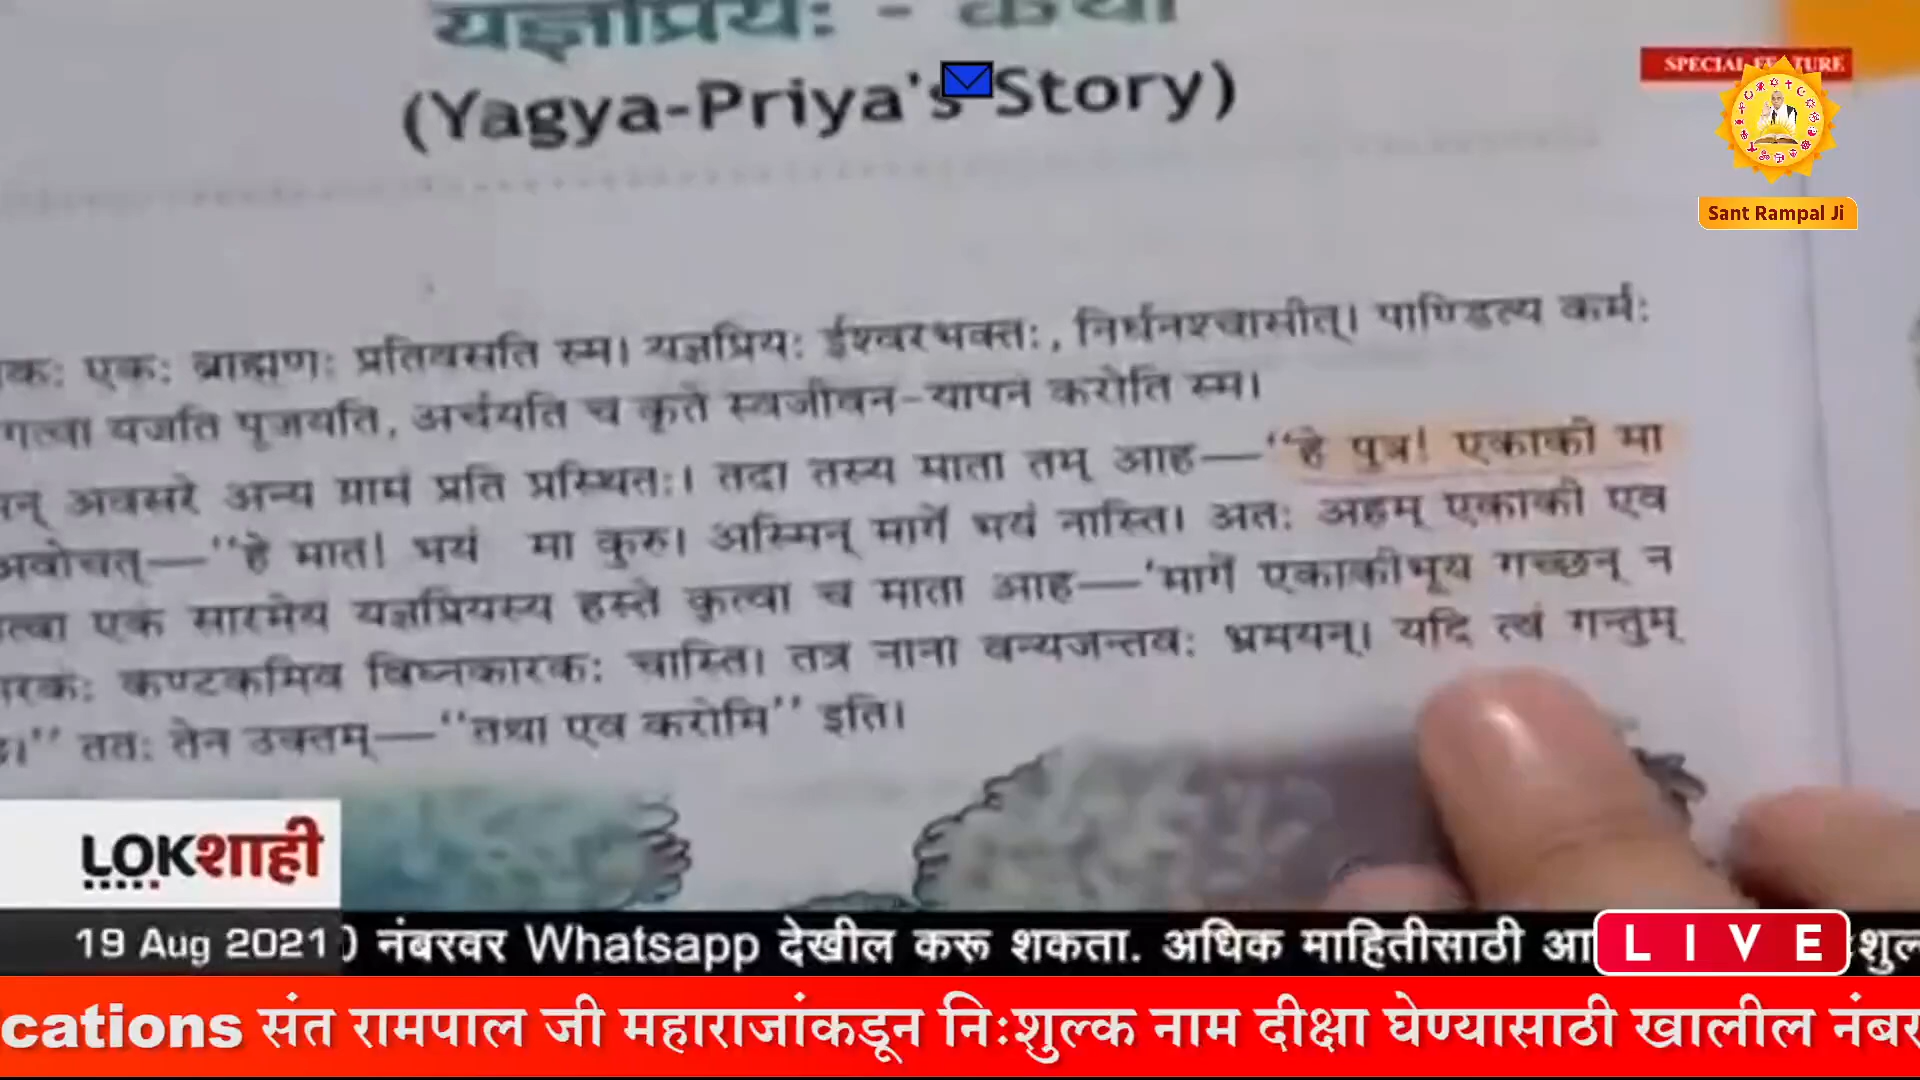 यज्ञप्रियः - कथा
(Yagya-Priya's Story)
SPECIAL FEATURE
Sant Rampal Ji
एकः ब्राह्मणः प्रतिवसति स्म। यज्ञप्रियः ईश्वरभक्तः, निर्धनश्चासीत्। पाण्डित्य कर्मः
गत्वा यजति पूजयति, अर्चयति च कृते स्वजीवन-यापनं करोति स्म।
अवसरे अन्य ग्रामं प्रति प्रस्थितः। तदा तस्य माता तम् आह—‘‘हे पुत्र! एकाकी मा
अवोचत्—‘‘हे मात! भयं मा कुरु। अस्मिन् मार्गे भयं नास्ति। अतः अहम् एकाकी एव
एकं सारमेय यज्ञप्रियस्य हस्ते कृत्वा च माता आह—‘मार्गे एकाकीभूय गच्छन् न
कण्टकमिव विघ्नकारकः चास्ति। तत्र नाना वन्यजन्तवः भ्रमयन्। यदि त्वं गन्तुम्
ततः तेन उक्तम्—‘‘तथा एव करोमि’’ इति।
LOKशाही
19 Aug 2021
नंबरवर Whatsapp देखील करू शकता. अधिक माहितीसाठी
LIVE
cations संत रामपाल जी महाराजांकडून निःशुल्क नाम दीक्षा घेण्यासाठी खालील नंबर